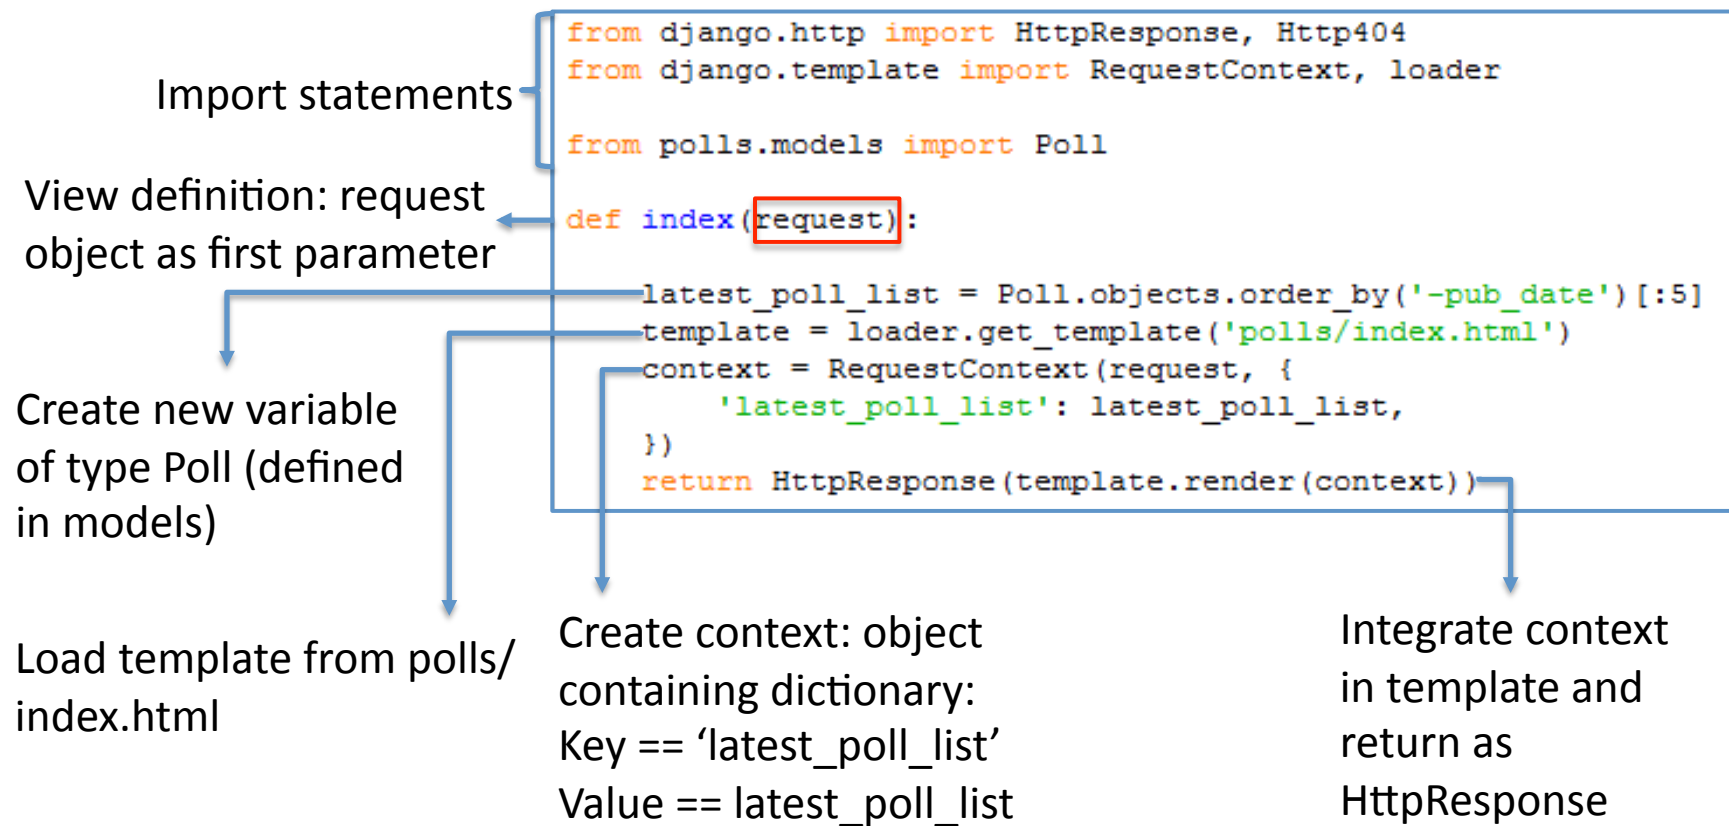 Import statements
View definition: request
object as first parameter
Create new variable
of type Poll (defined
in models)
Load template from polls/
index.html
from django.http import HttpResponse, Http404
from django.template import RequestContext, loader
from polls.models import Poll
def index(request):
latest_poll_list = Poll.objects.order_by('-pub_date')[:5]
template = loader.get_template('polls/index.html')
context = RequestContext(request, {
'latest_poll_list': latest_poll_list,
})
return HttpResponse(template.render(context))
Create context: object
containing dictionary:
Key == ‘latest_poll_list’
Value == latest_poll_list
Integrate context
in template and
return as
HttpResponse